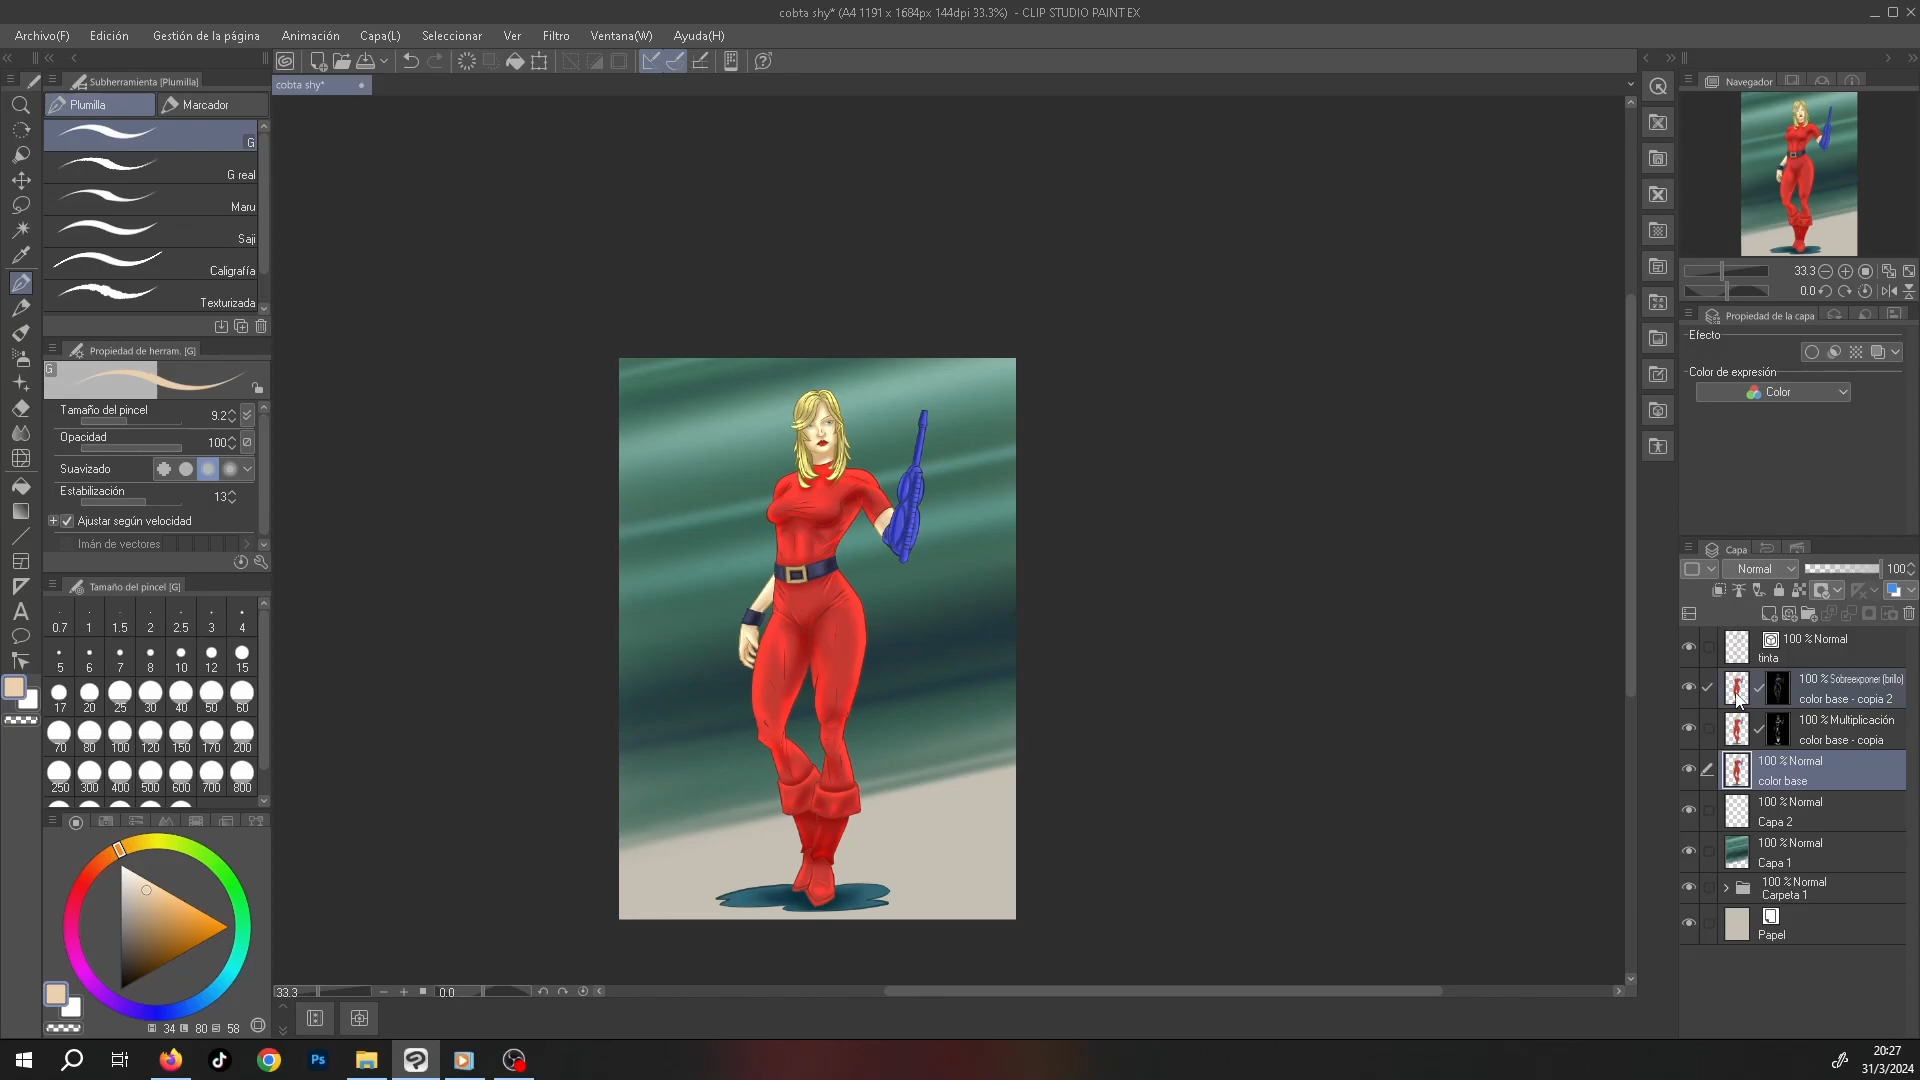 cobta shy* (A4 1191 x 1684px 144dpi 33.3%) - CLIP STUDIO PAINT EX
Archivo(F) Edición Gestión de la página Animación Capa(L) Seleccionar Ver Filtro Ventana(W) Ayuda(H)
Subherramienta [Plumilla]
cobta shy*
Navegador
Plumilla Marcador
G
G real
Maru
Saji
Caligrafía
Texturizada
33.3
0.0
Propiedad de la capa
Efecto
Color de expresión
Color
Propiedad de herram. [G]
G
Tamaño del pincel 9.2
Opacidad 100
Suavizado
Estabilización 13
Ajustar según velocidad
Imán de vectores
Tamaño del pincel [G]
0.7 1 1.5 2 2.5 3 4
5 6 7 8 10 12 15
17 20 25 30 40 50 60
70 80 100 120 150 170 200
250 300 400 500 600 700 800
34 80 58
Capa
Normal 100
100 % Normal
tinta
100 % Sobreexponer (brillo)
color base - copia 2
100 % Multiplicación
color base - copia
100 % Normal
color base
100 % Normal
Capa 2
100 % Normal
Capa 1
100 % Normal
Carpeta 1
Papel
33.3 0.0
Ps
20:27
31/3/2024